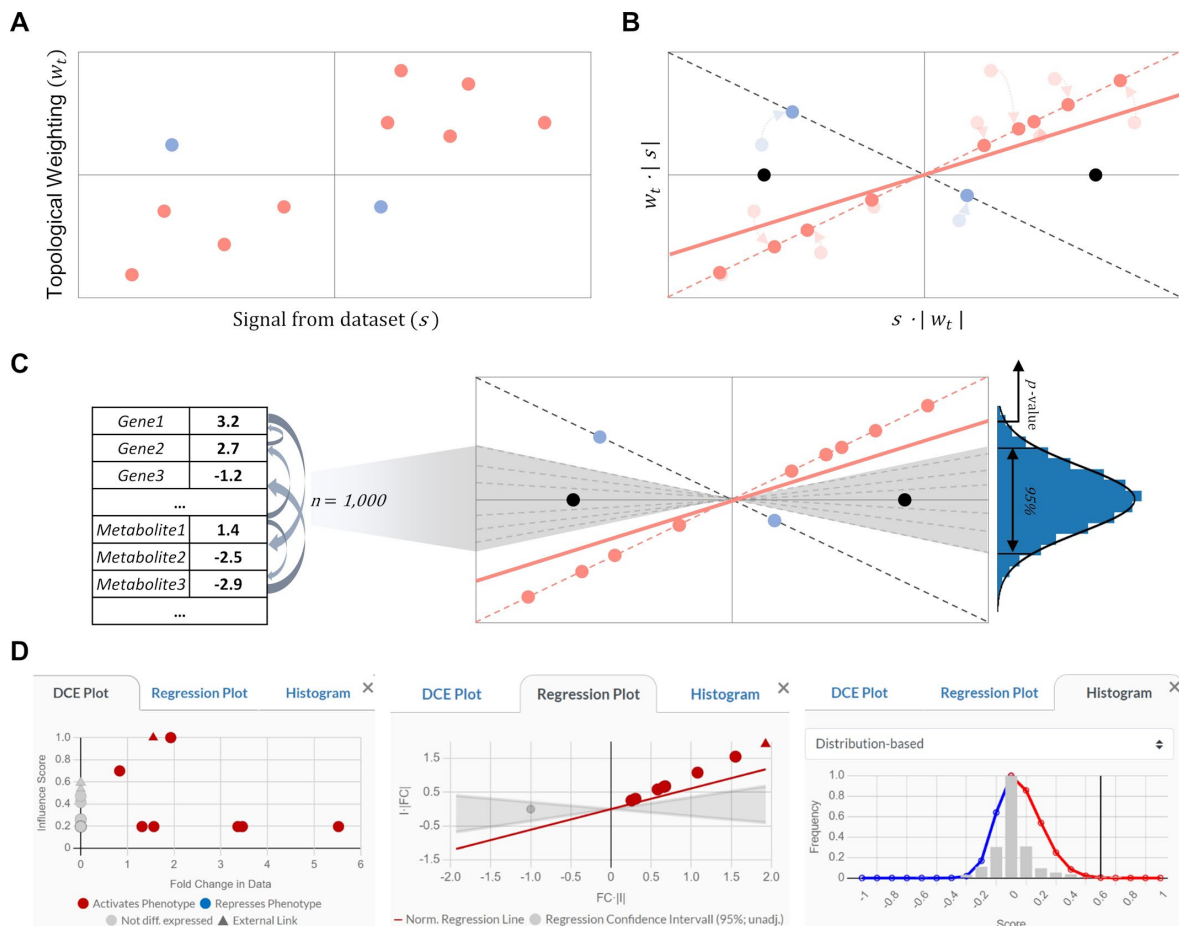 A
Topological Weighting (wt)
Signal from dataset (s)
B
wt · |s|
s · | wt |
C
Gene1 3.2
Gene2 2.7
Gene3 -1.2
...
Metabolite1 1.4
Metabolite2 -2.5
Metabolite3 -2.9
...
n = 1,000
p-value
95%
D
DCE Plot Regression Plot Histogram ×
Influence Score
1.0
0.8
0.6
0.4
0.2
0
0 1 2 3 4 5 6
Fold Change in Data
Activates Phenotype Represses Phenotype
Not diff. expressed External Link
DCE Plot Regression Plot Histogram ×
I·|FC|
1.5
0.5
-0.5
-1.5
-2.0 -1.5 -1.0 -0.5 0 0.5 1.0 1.5 2.0
FC·|I|
Norm. Regression Line Regression Confidence Intervall (95%; unadj.)
DCE Plot Regression Plot Histogram ×
Distribution-based
Frequency
1.0
0.8
0.6
0.4
0.2
0
-1 -0.8 -0.6 -0.4 -0.2 0 0.2 0.4 0.6 0.8 1
Score